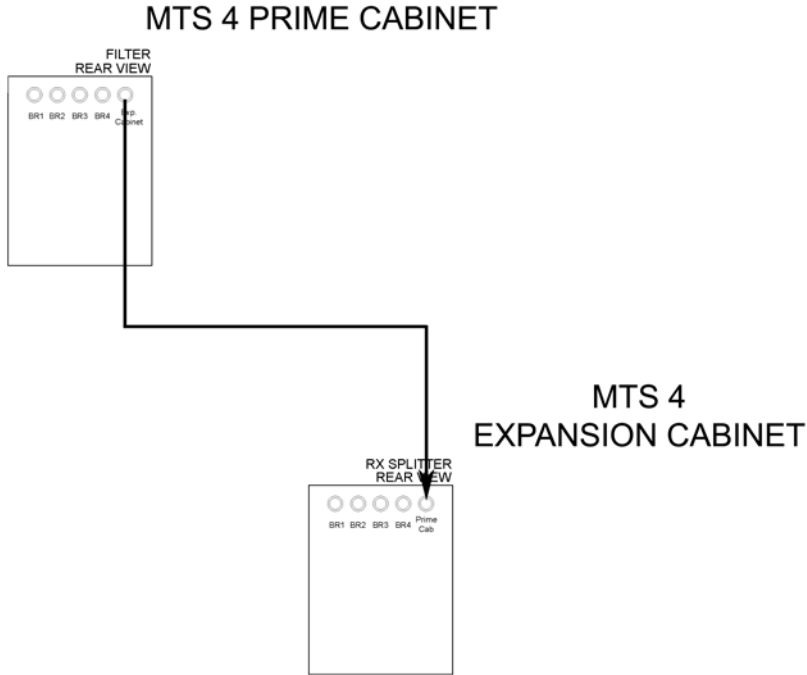 MTS 4 PRIME CABINET
FILTER
REAR VIEW
BR1 BR2 BR3 BR4 Exp.
Cabinet
MTS 4
EXPANSION CABINET
RX SPLITTER
REAR VIEW
BR1 BR2 BR3 BR4 Prime
Cab